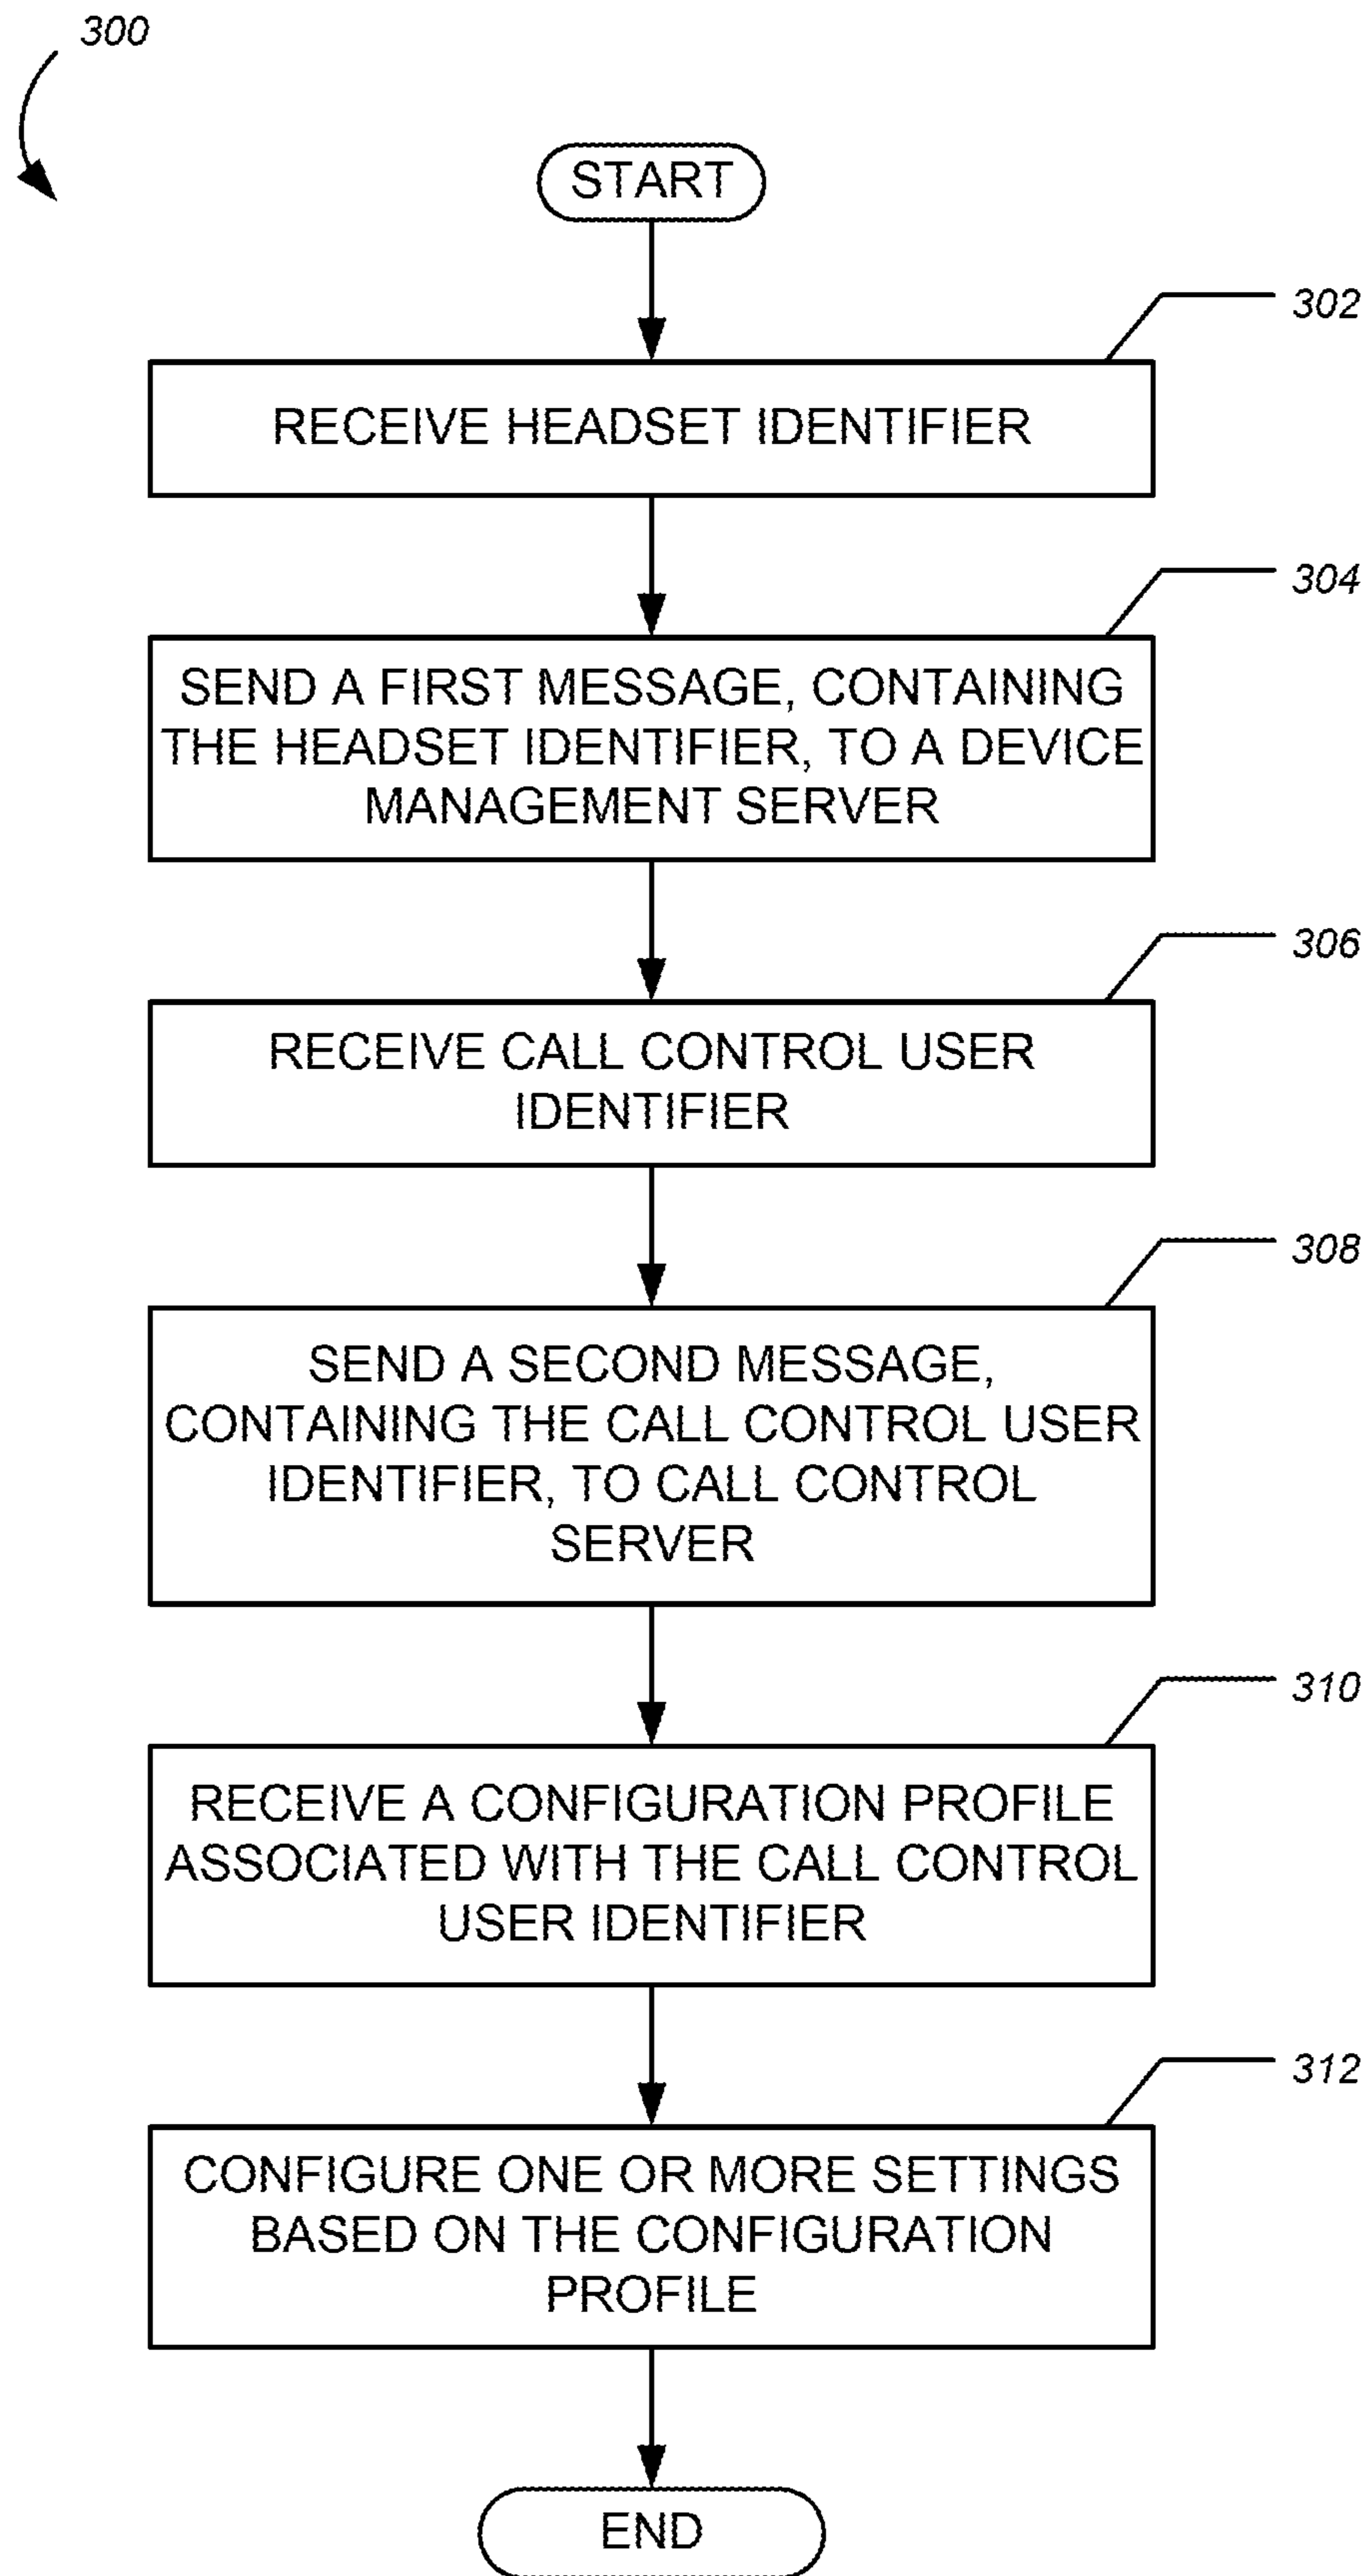 300
START
302
RECEIVE HEADSET IDENTIFIER
304
SEND A FIRST MESSAGE, CONTAINING
THE HEADSET IDENTIFIER, TO A DEVICE
MANAGEMENT SERVER
306
RECEIVE CALL CONTROL USER
IDENTIFIER
308
SEND A SECOND MESSAGE,
CONTAINING THE CALL CONTROL USER
IDENTIFIER, TO CALL CONTROL
SERVER
310
RECEIVE A CONFIGURATION PROFILE
ASSOCIATED WITH THE CALL CONTROL
USER IDENTIFIER
312
CONFIGURE ONE OR MORE SETTINGS
BASED ON THE CONFIGURATION
PROFILE
END